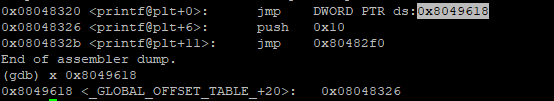 0x08048320 <printf@plt+0>: jmp DWORD PTR ds:0x8049618
0x08048326 <printf@plt+6>: push 0x10
0x0804832b <printf@plt+11>: jmp 0x80482f0
End of assembler dump.
(gdb) x 0x8049618
0x8049618 <_GLOBAL_OFFSET_TABLE_+20>: 0x08048326